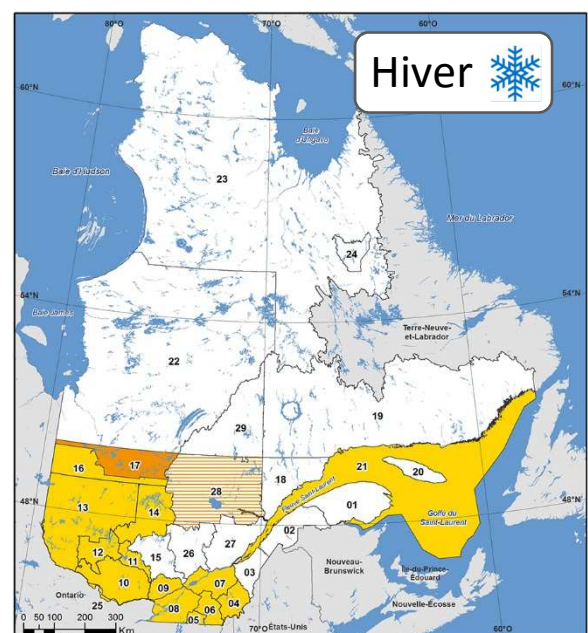 80°O
70°O
60°O
Hiver
60°N
60°N
Baie
d'Ungava
Baie d'Hudson
23
Mer du Labrador
24
54°N
54°N
Baie James
Terre-Neuve-
et-Labrador
22
19
29
16
17
21
20
18
28
Fleuve Saint-Laurent
48°N
13
14
01
48°N
Golfe du
Saint-Laurent
02
12
11
15
26
27
03
10
Nouveau-
Brunswick
Île-du-Prince-
Édouard
09
07
Ontario
25
08
06
04
05
Nouvelle-Écosse
0 50 100 200 300
Km
70°O
États-Unis
60°O